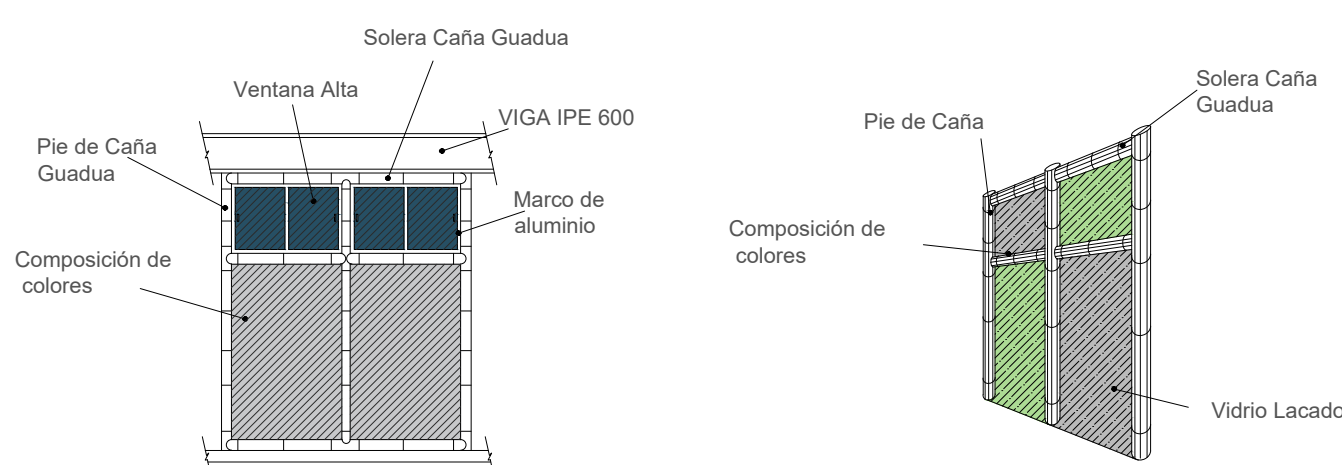 Solera Caña Guadua
Ventana Alta
VIGA IPE 600
Pie de Caña
Guadua
Marco de
aluminio
Composición de
colores
Solera Caña
Guadua
Pie de Caña
Composición de
colores
Vidrio Lacado